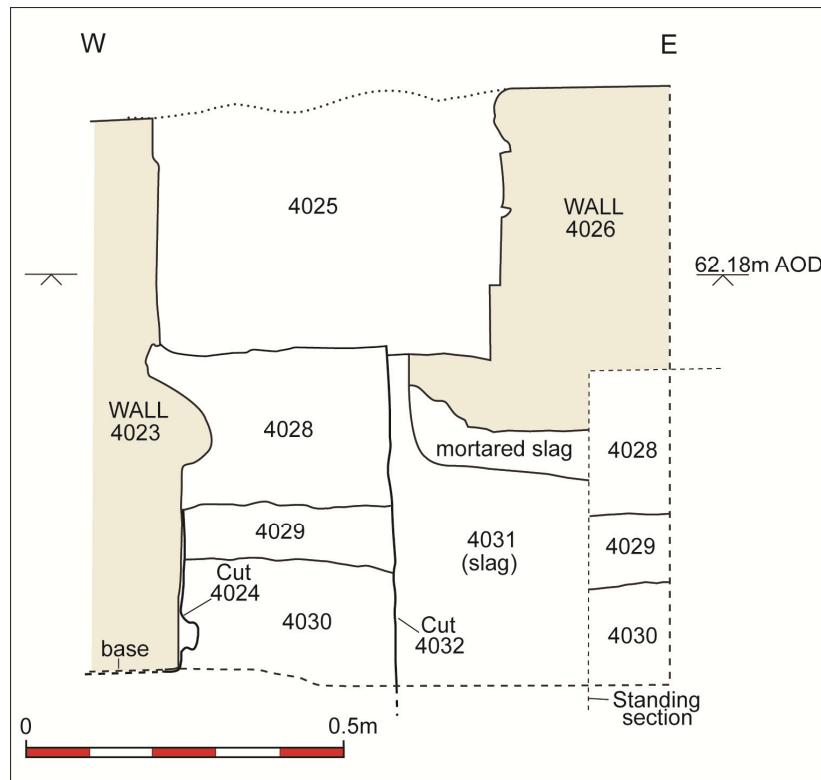 W
E
4025
WALL
4026
62.18m AOD
WALL
4023
4028
mortared slag
4028
4029
4031
(slag)
4029
Cut
4024
4030
Cut
4032
4030
base
Standing
section
0
0.5m